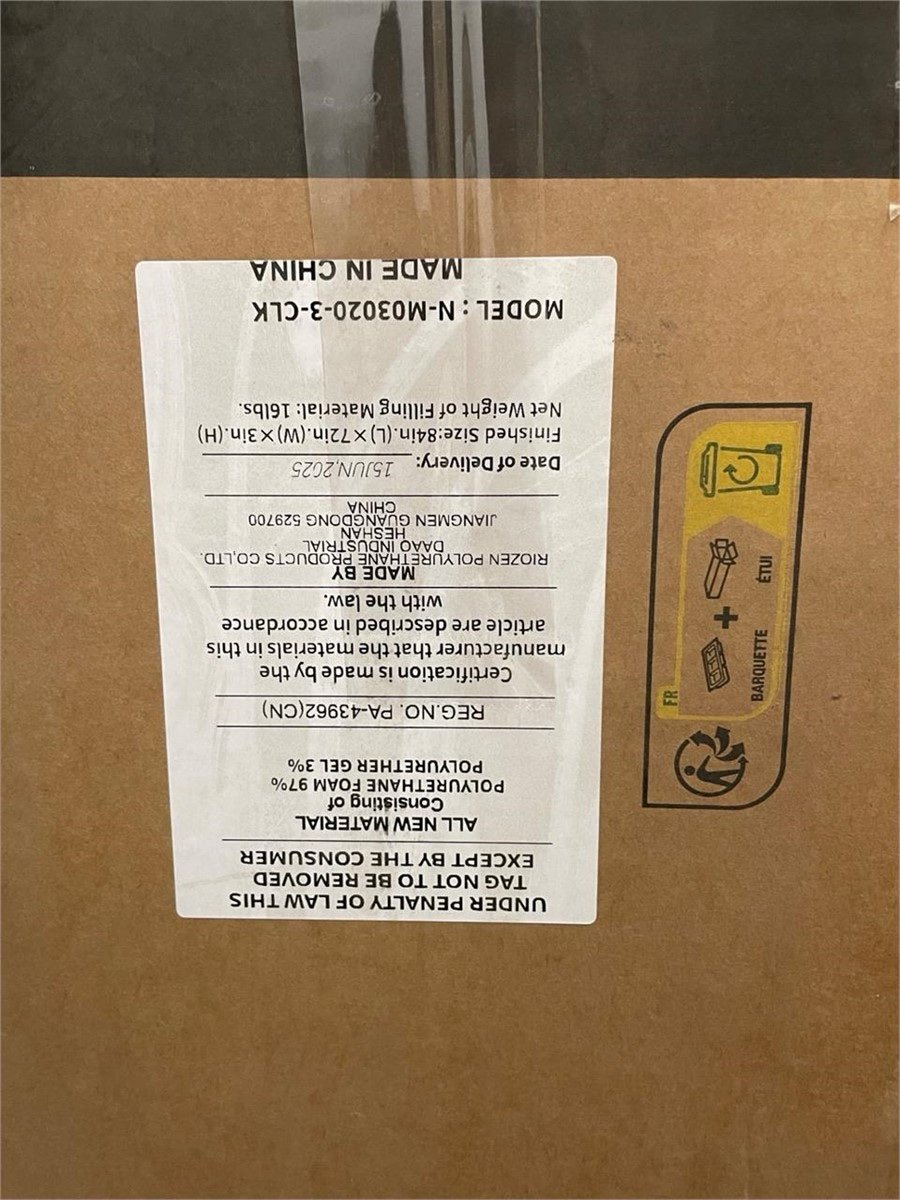 UNDER PENALTY OF LAW THIS
TAG NOT TO BE REMOVED
EXCEPT BY THE CONSUMER
ALL NEW MATERIAL
Consisting of
POLYURETHANE FOAM 97%
POLYURETHER GEL 3%
REG.NO. PA-43962(CN)
Certification is made by the
manufacturer that the materials in this
article are described in accordance
with the law.
MADE BY
RIOZEN POLYURETHANE PRODUCTS CO.,LTD.
DAAO INDUSTRIAL
HESHAN
JIANGMEN GUANGDONG 529700
CHINA
Date of Delivery: 15JUN,2025
Finished Size:84in.(L)×72in.(W)×3in.(H)
Net Weight of Filling Material: 16lbs.
MODEL : N-M03020-3-CLK
MADE IN CHINA
FR
BARQUETTE
+
ÉTUI